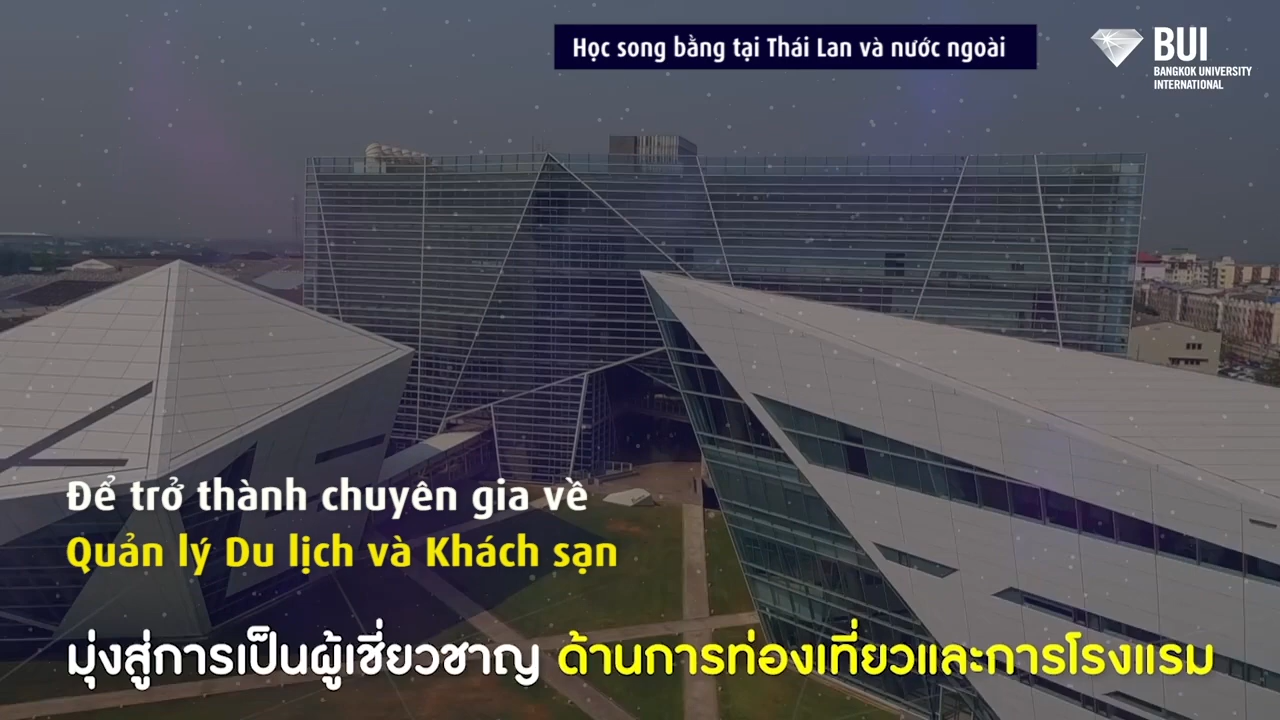 Học song bằng tại Thái Lan và nước ngoài
BUI
BANGKOK UNIVERSITY
INTERNATIONAL
Để trở thành chuyên gia về
Quản lý Du lịch và Khách sạn
มุ่งสู่การเป็นผู้เชี่ยวชาญ ด้านการท่องเที่ยวและการโรงแรม